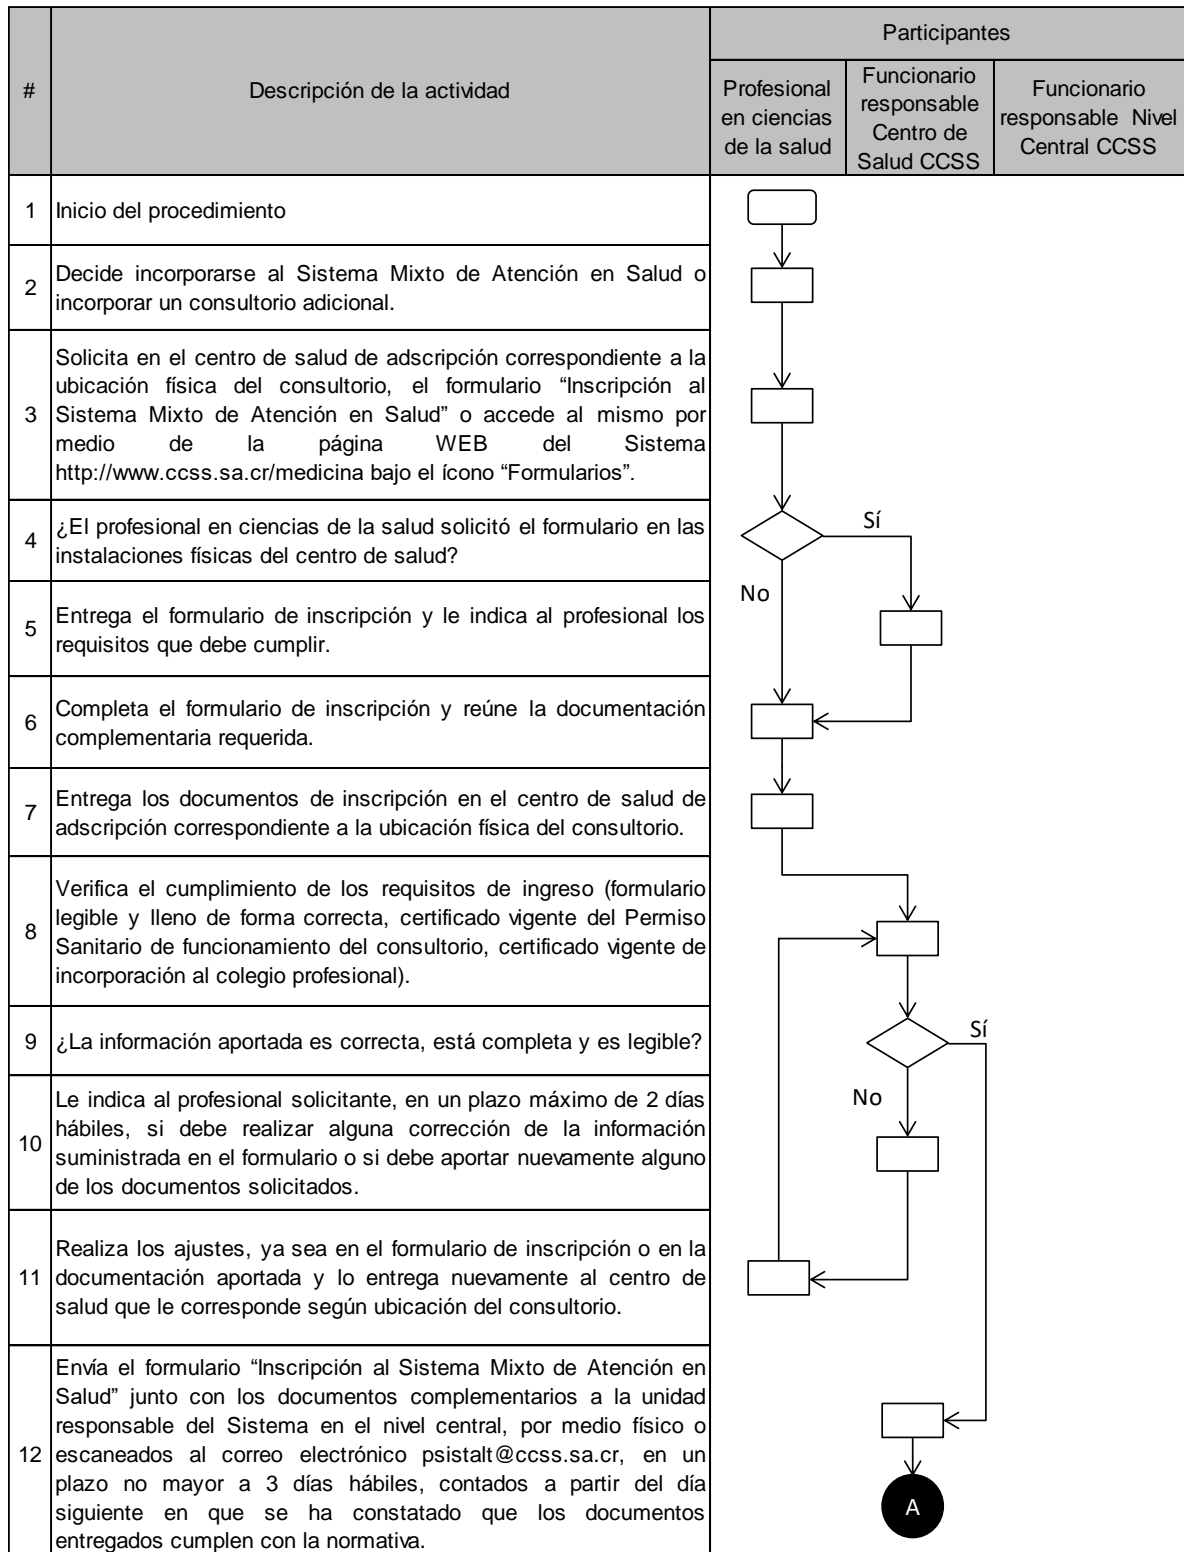 #
Descripción de la actividad
Participantes
Profesional
en ciencias
de la salud
Funcionario
responsable
Centro de
Salud CCSS
Funcionario
responsable Nivel
Central CCSS
1
Inicio del procedimiento
2
Decide incorporarse al Sistema Mixto de Atención en Salud o
incorporar un consultorio adicional.
3
Solicita en el centro de salud de adscripción correspondiente a la
ubicación física del consultorio, el formulario “Inscripción al
Sistema Mixto de Atención en Salud” o accede al mismo por
medio de la página WEB del Sistema
http://www.ccss.sa.cr/medicina bajo el ícono “Formularios”.
4
¿El profesional en ciencias de la salud solicitó el formulario en las
instalaciones físicas del centro de salud?
Sí
No
5
Entrega el formulario de inscripción y le indica al profesional los
requisitos que debe cumplir.
6
Completa el formulario de inscripción y reúne la documentación
complementaria requerida.
7
Entrega los documentos de inscripción en el centro de salud de
adscripción correspondiente a la ubicación física del consultorio.
8
Verifica el cumplimiento de los requisitos de ingreso (formulario
legible y lleno de forma correcta, certificado vigente del Permiso
Sanitario de funcionamiento del consultorio, certificado vigente de
incorporación al colegio profesional).
9
¿La información aportada es correcta, está completa y es legible?
Sí
No
10
Le indica al profesional solicitante, en un plazo máximo de 2 días
hábiles, si debe realizar alguna corrección de la información
suministrada en el formulario o si debe aportar nuevamente alguno
de los documentos solicitados.
11
Realiza los ajustes, ya sea en el formulario de inscripción o en la
documentación aportada y lo entrega nuevamente al centro de
salud que le corresponde según ubicación del consultorio.
12
Envía el formulario “Inscripción al Sistema Mixto de Atención en
Salud” junto con los documentos complementarios a la unidad
responsable del Sistema en el nivel central, por medio físico o
escaneados al correo electrónico psistalt@ccss.sa.cr, en un
plazo no mayor a 3 días hábiles, contados a partir del día
siguiente en que se ha constatado que los documentos
entregados cumplen con la normativa.
A